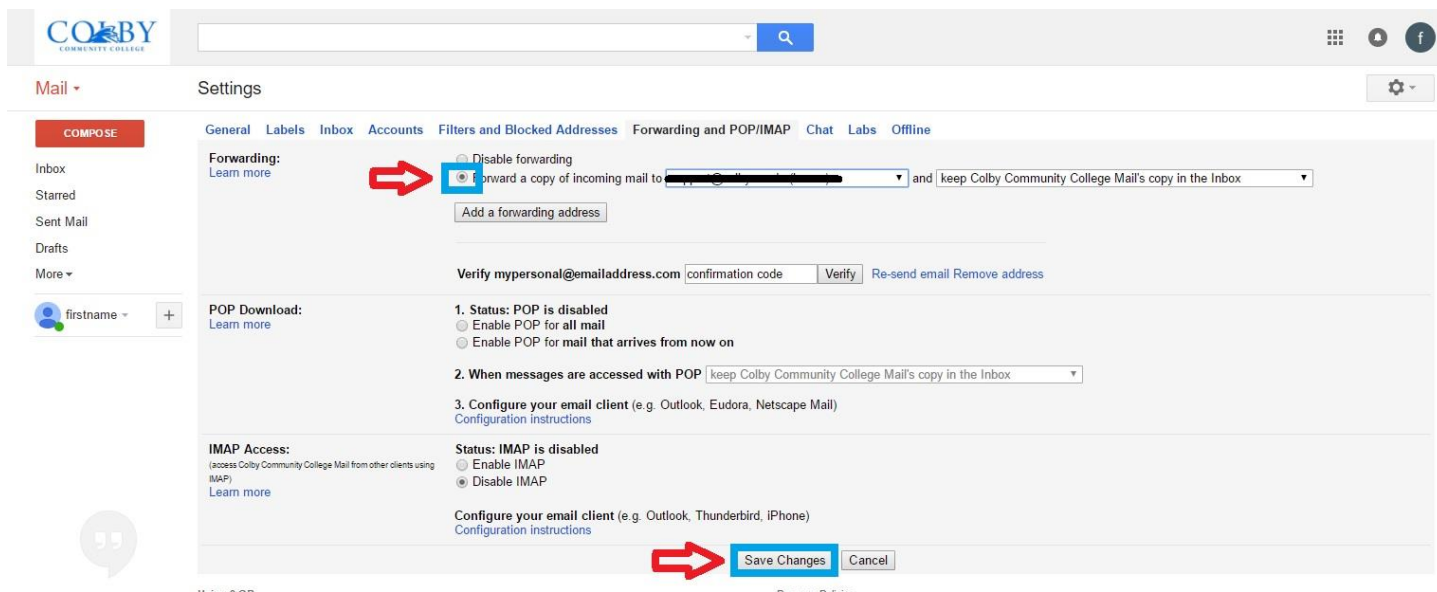 COLBY
COMMUNITY COLLEGE
f
Mail
Settings
COMPOSE
General Labels Inbox Accounts Filters and Blocked Addresses Forwarding and POP/IMAP Chat Labs Offline
Inbox
Starred
Sent Mail
Drafts
More
firstname
+
Forwarding:
Learn more
Disable forwarding
Forward a copy of incoming mail to and keep Colby Community College Mail's copy in the Inbox
Add a forwarding address
Verify mypersonal@emailaddress.com confirmation code Verify Re-send email Remove address
POP Download:
Learn more
1. Status: POP is disabled
Enable POP for all mail
Enable POP for mail that arrives from now on
2. When messages are accessed with POP keep Colby Community College Mail's copy in the Inbox
3. Configure your email client (e.g. Outlook, Eudora, Netscape Mail)
Configuration instructions
IMAP Access:
(access Colby Community College Mail from other clients using
IMAP)
Learn more
Status: IMAP is disabled
Enable IMAP
Disable IMAP
Configure your email client (e.g. Outlook, Thunderbird, iPhone)
Configuration instructions
Save Changes Cancel